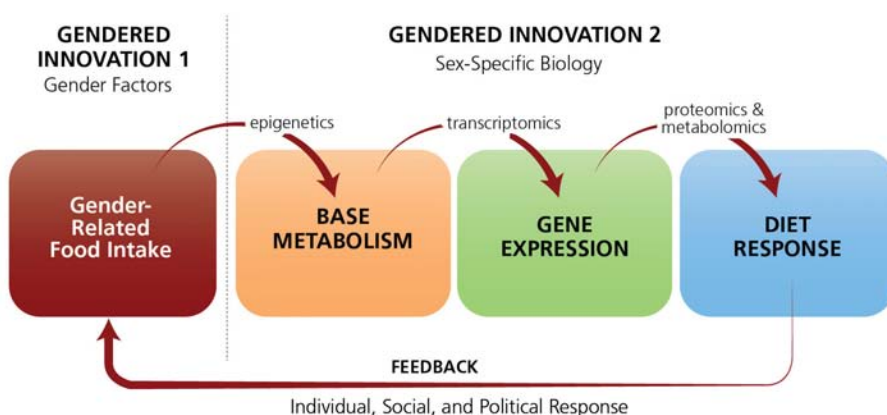 GENDERED
INNOVATION 1
Gender Factors
GENDERED INNOVATION 2
Sex-Specific Biology
epigenetics
transcriptomics
proteomics &
metabolomics
Gender-
Related
Food Intake
BASE
METABOLISM
GENE
EXPRESSION
DIET
RESPONSE
FEEDBACK
Individual, Social, and Political Response